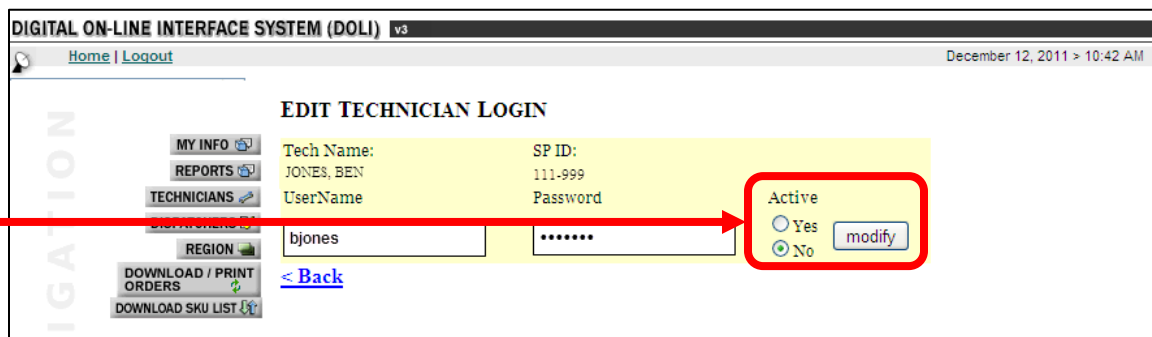 DIGITAL ON-LINE INTERFACE SYSTEM (DOLI) v3
Home | Logout December 12, 2011 > 10:42 AM
EDIT TECHNICIAN LOGIN
MY INFO
REPORTS
TECHNICIANS
DISPATCHERS
REGION
DOWNLOAD / PRINT
ORDERS
DOWNLOAD SKU LIST
IGATION
Tech Name: SP ID:
JONES, BEN 111-999
UserName Password Active
Yes
bjones ••••••• modify
No
< Back